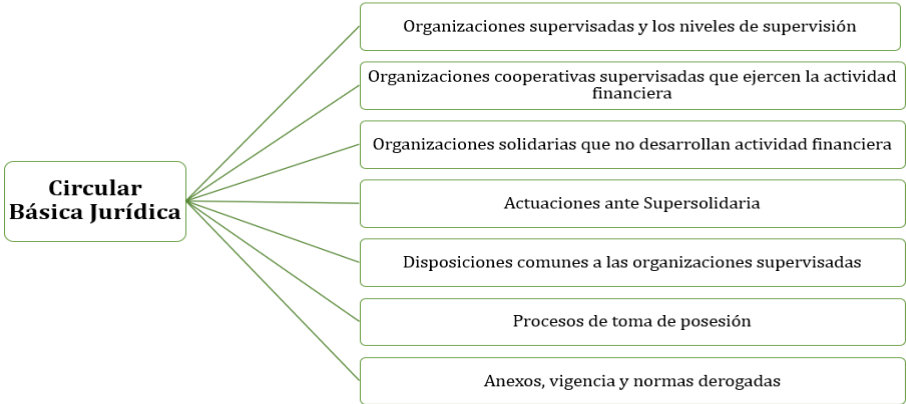 Circular
Básica Jurídica
Organizaciones supervisadas y los niveles de supervisión
Organizaciones cooperativas supervisadas que ejercen la actividad
financiera
Organizaciones solidarias que no desarrollan actividad financiera
Actuaciones ante Supersolidaria
Disposiciones comunes a las organizaciones supervisadas
Procesos de toma de posesión
Anexos, vigencia y normas derogadas